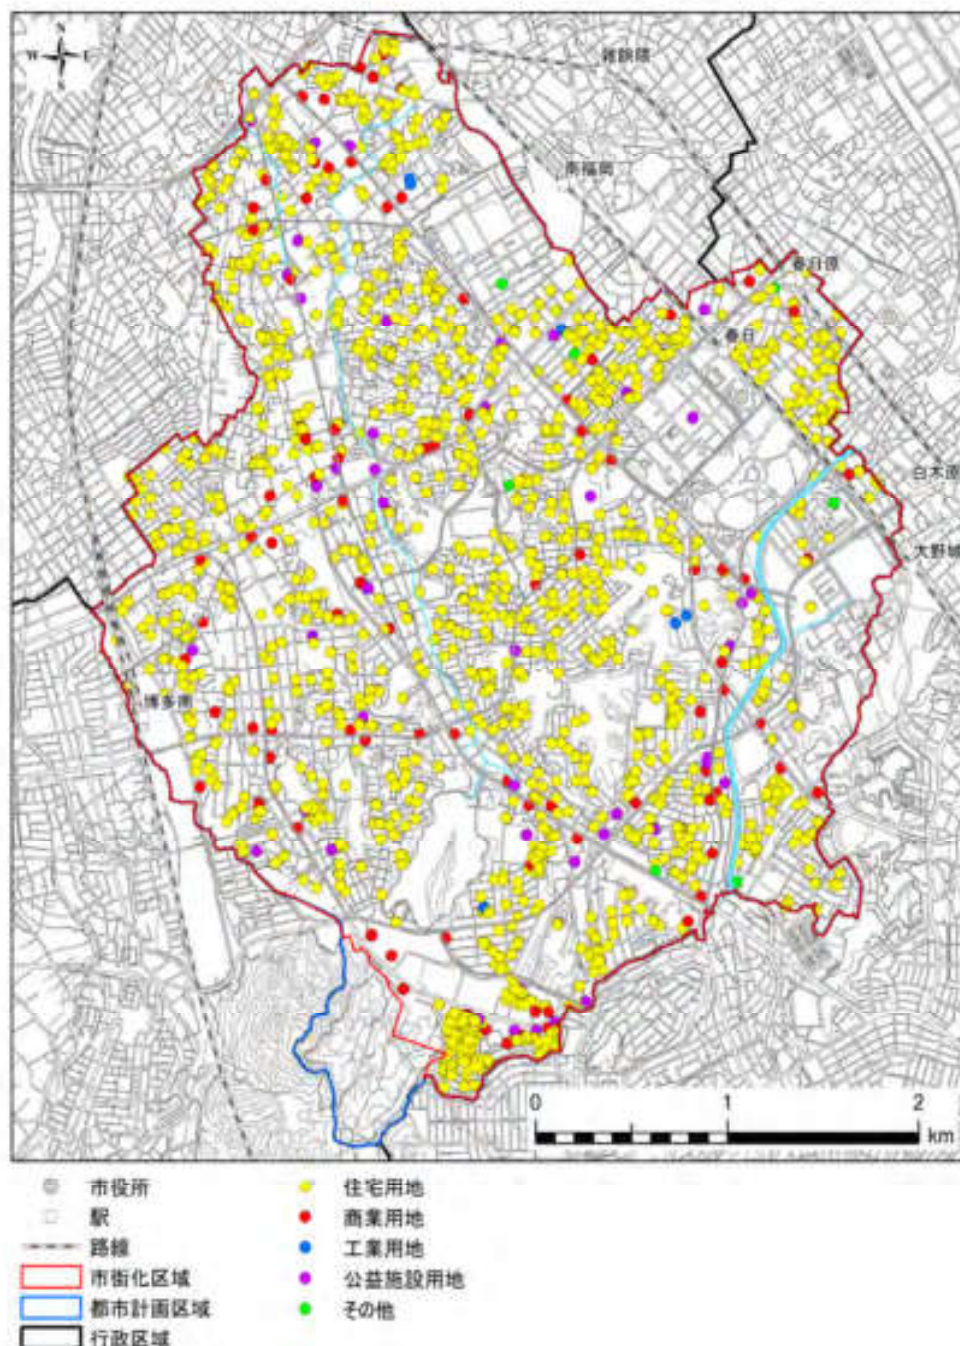 N
W E
S
雑餉隈
南福岡
春日原
春日
白木原
大野城
博多南
0 1 2
km
市役所
駅
路線
市街化区域
都市計画区域
行政区域
住宅用地
商業用地
工業用地
公益施設用地
その他